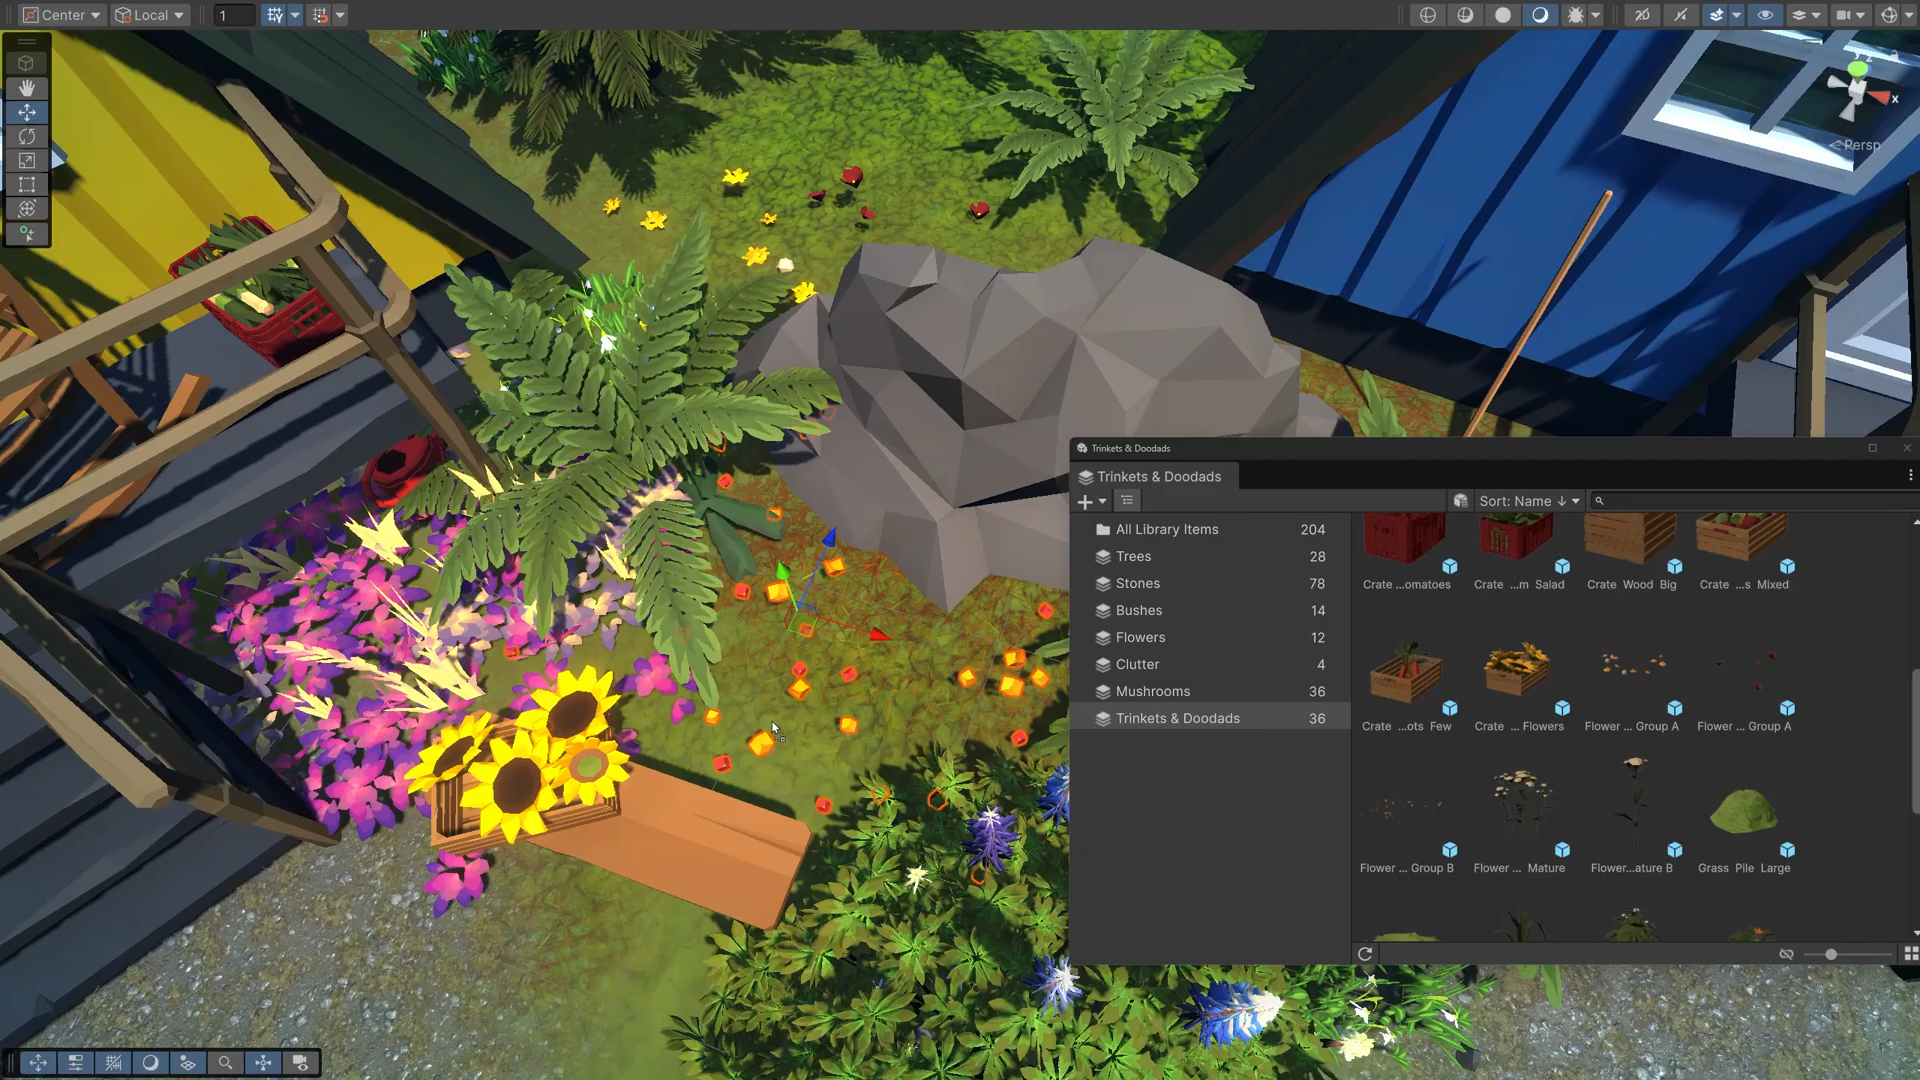 Center
Local
1
2D
Y
Z
x
Persp
Trinkets & Doodads
Trinkets & Doodads
Sort: Name
All Library Items 204
Trees 28
Stones 78
Bushes 14
Flowers 12
Clutter 4
Mushrooms 36
Trinkets & Doodads 36
Crate ...omatoes
Crate ...m Salad
Crate Wood Big
Crate ...s Mixed
Crate ...ots Few
Crate ... Flowers
Flower ... Group A
Flower ... Group A
Flower ... Group B
Flower ... Mature
Flower...ature B
Grass Pile Large